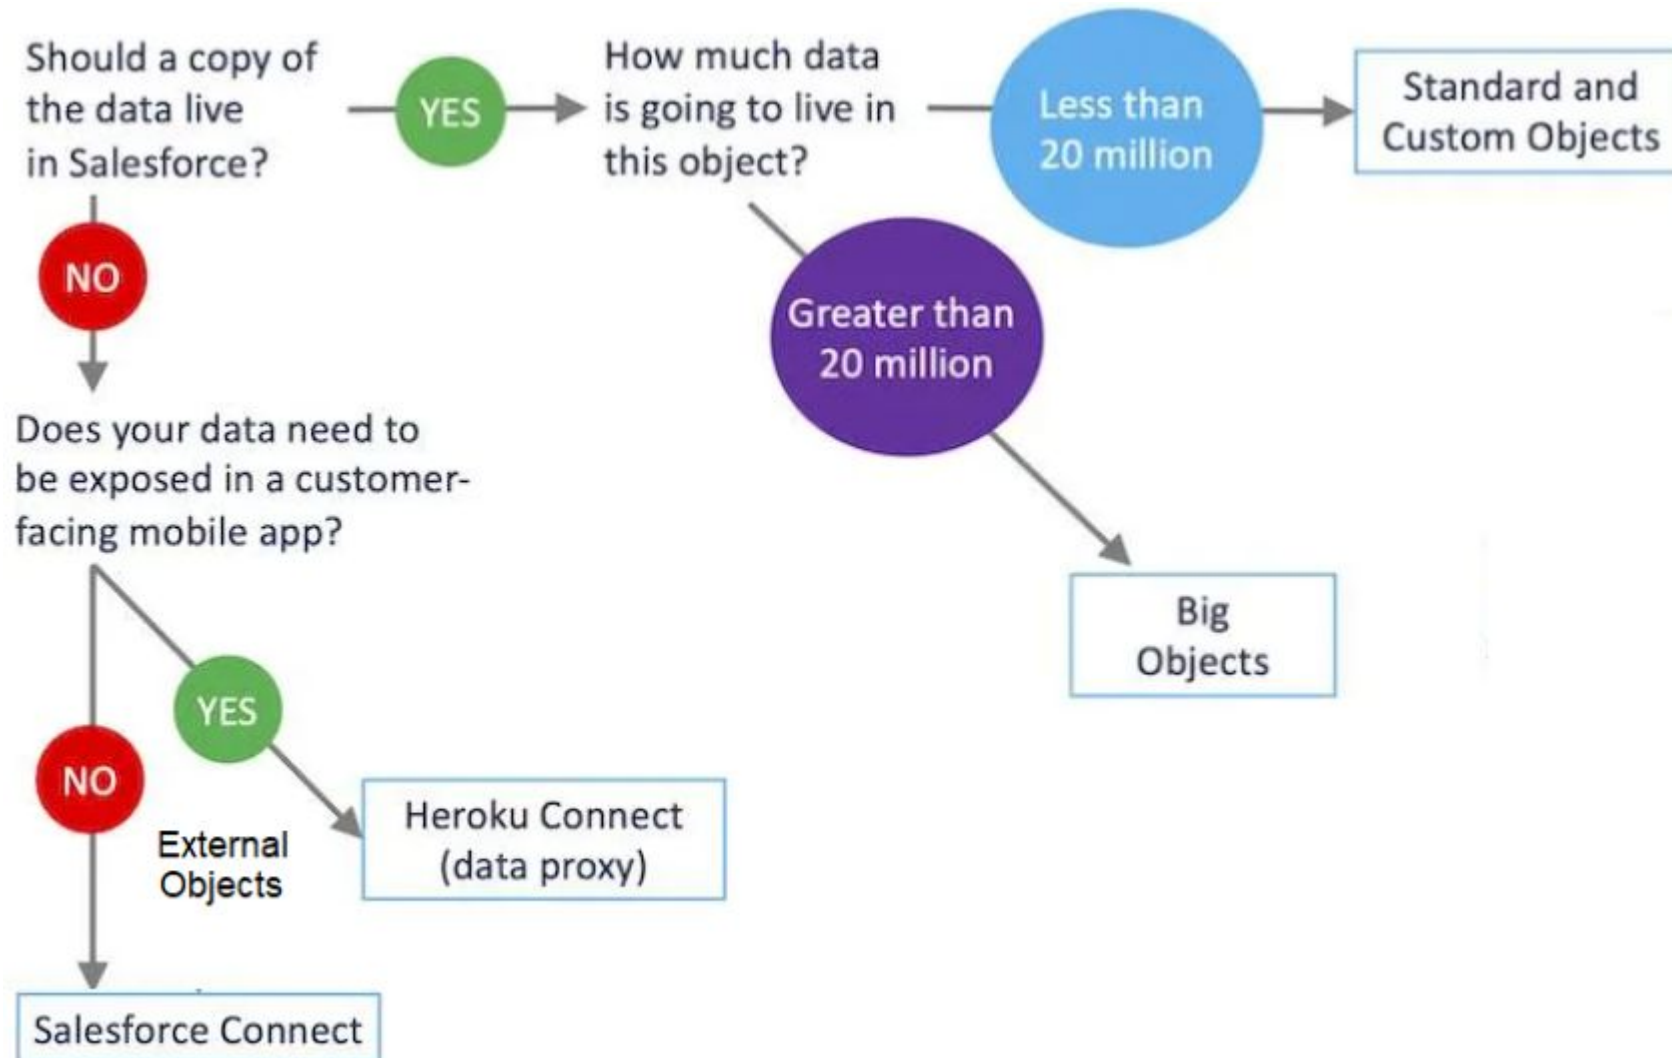 Should a copy of
the data live
in Salesforce?
YES
How much data
is going to live in
this object?
Less than
20 million
Standard and
Custom Objects
NO
Greater than
20 million
Does your data need to
be exposed in a customer-
facing mobile app?
Big
Objects
YES
NO
Heroku Connect
(data proxy)
External
Objects
Salesforce Connect